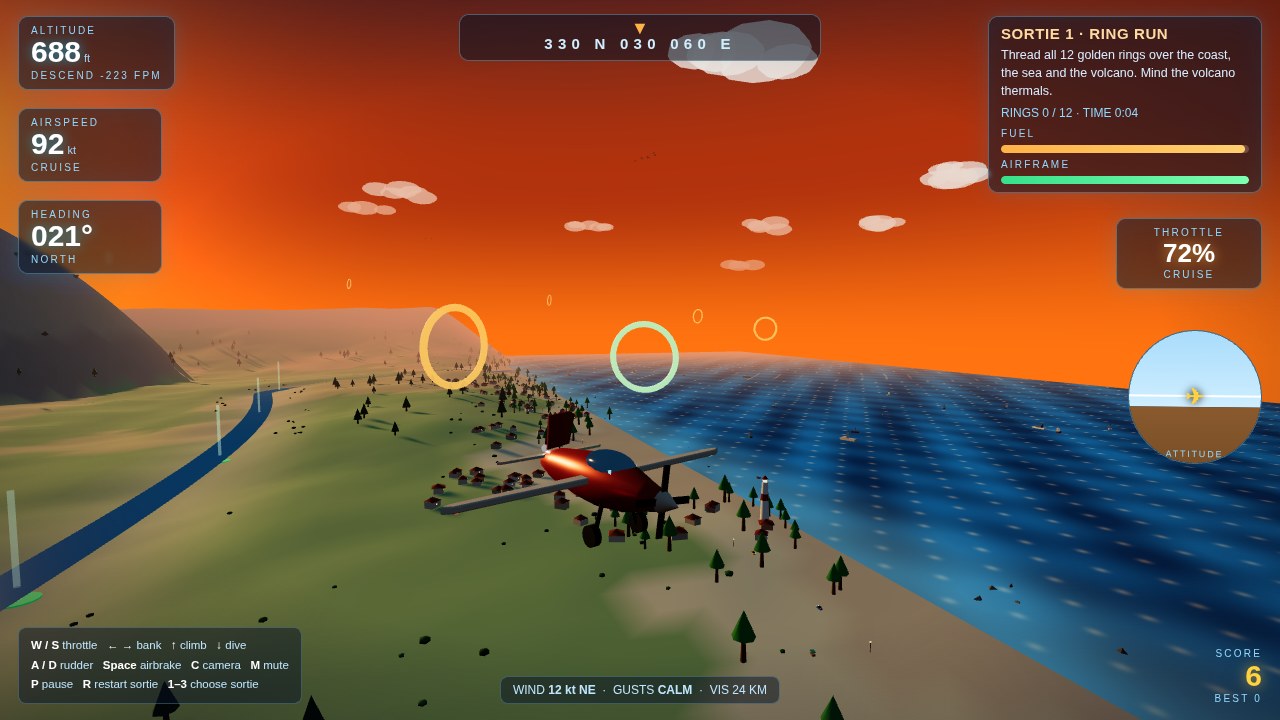 ALTITUDE
688 ft
DESCEND -223 FPM
AIRSPEED
92 kt
CRUISE
HEADING
021°
NORTH
330 N 030 060 E
SORTIE 1 · RING RUN
Thread all 12 golden rings over the coast,
the sea and the volcano. Mind the volcano
thermals.
RINGS 0 / 12 · TIME 0:04
FUEL
AIRFRAME
THROTTLE
72%
CRUISE
ATTITUDE
W / S throttle ← → bank ↑ climb ↓ dive
A / D rudder Space airbrake C camera M mute
P pause R restart sortie 1–3 choose sortie
WIND 12 kt NE · GUSTS CALM · VIS 24 KM
SCORE
6
BEST 0